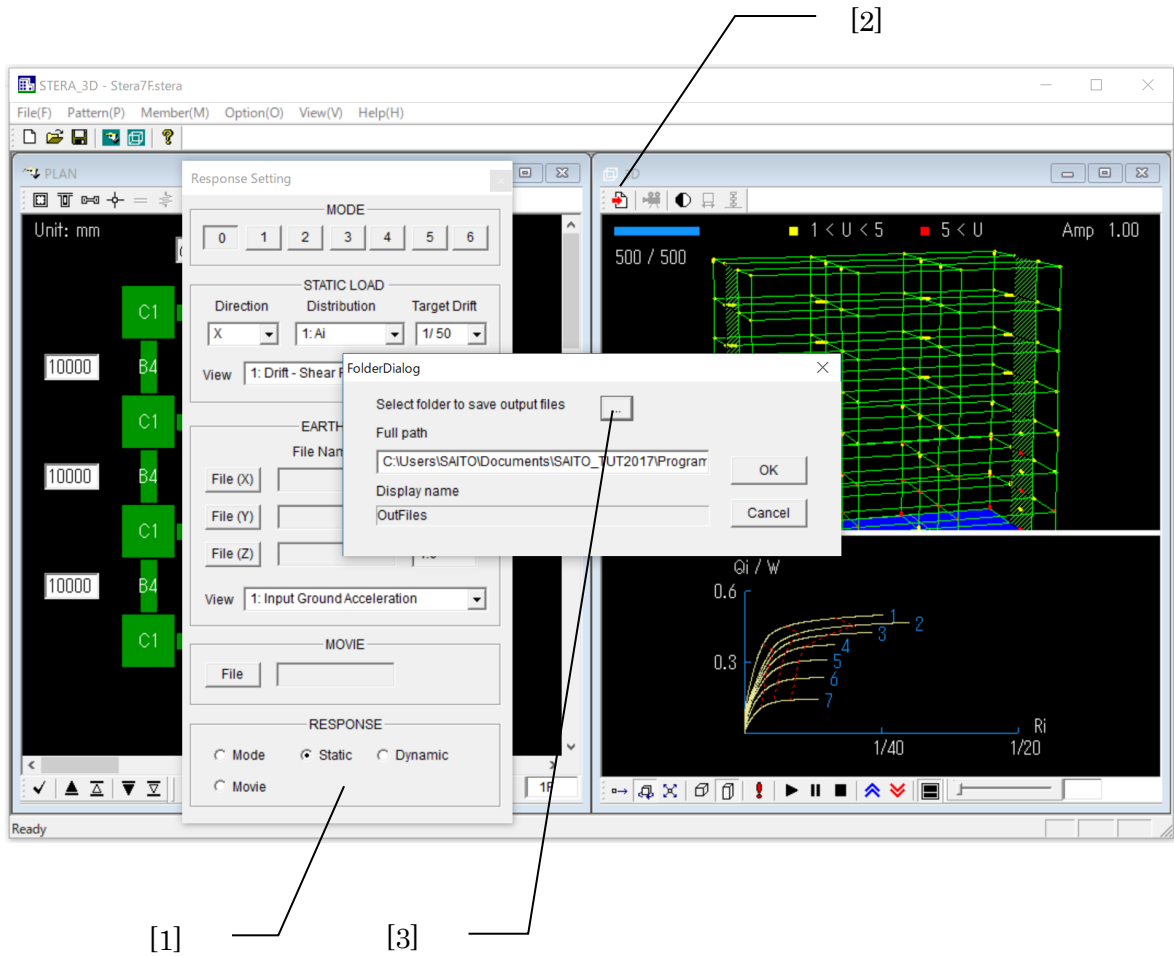 [2]
STERA_3D - Stera7F.stera
File(F) Pattern(P) Member(M) Option(O) View(V) Help(H)
PLAN
Unit: mm
C1
10000 B4
C1
10000 B4
C1
10000 B4
C1
1F
Response Setting
MODE
0 1 2 3 4 5 6
STATIC LOAD
Direction Distribution Target Drift
X 1: Ai 1/ 50
View 1: Drift - Shear
EARTH
File Nam
File (X)
File (Y)
File (Z)
View 1: Input Ground Acceleration
MOVIE
File
RESPONSE
Mode Static Dynamic
Movie
FolderDialog
Select folder to save output files ...
Full path
C:\Users\SAITO\Documents\SAITO_TUT2017\Program
OK
Display name
OutFiles
Cancel
1 < U < 5 5 < U Amp 1.00
500 / 500
Qi / W
0.6
0.3
1
2
3
4
5
6
7
Ri
1/40 1/20
Ready
[1] [3]